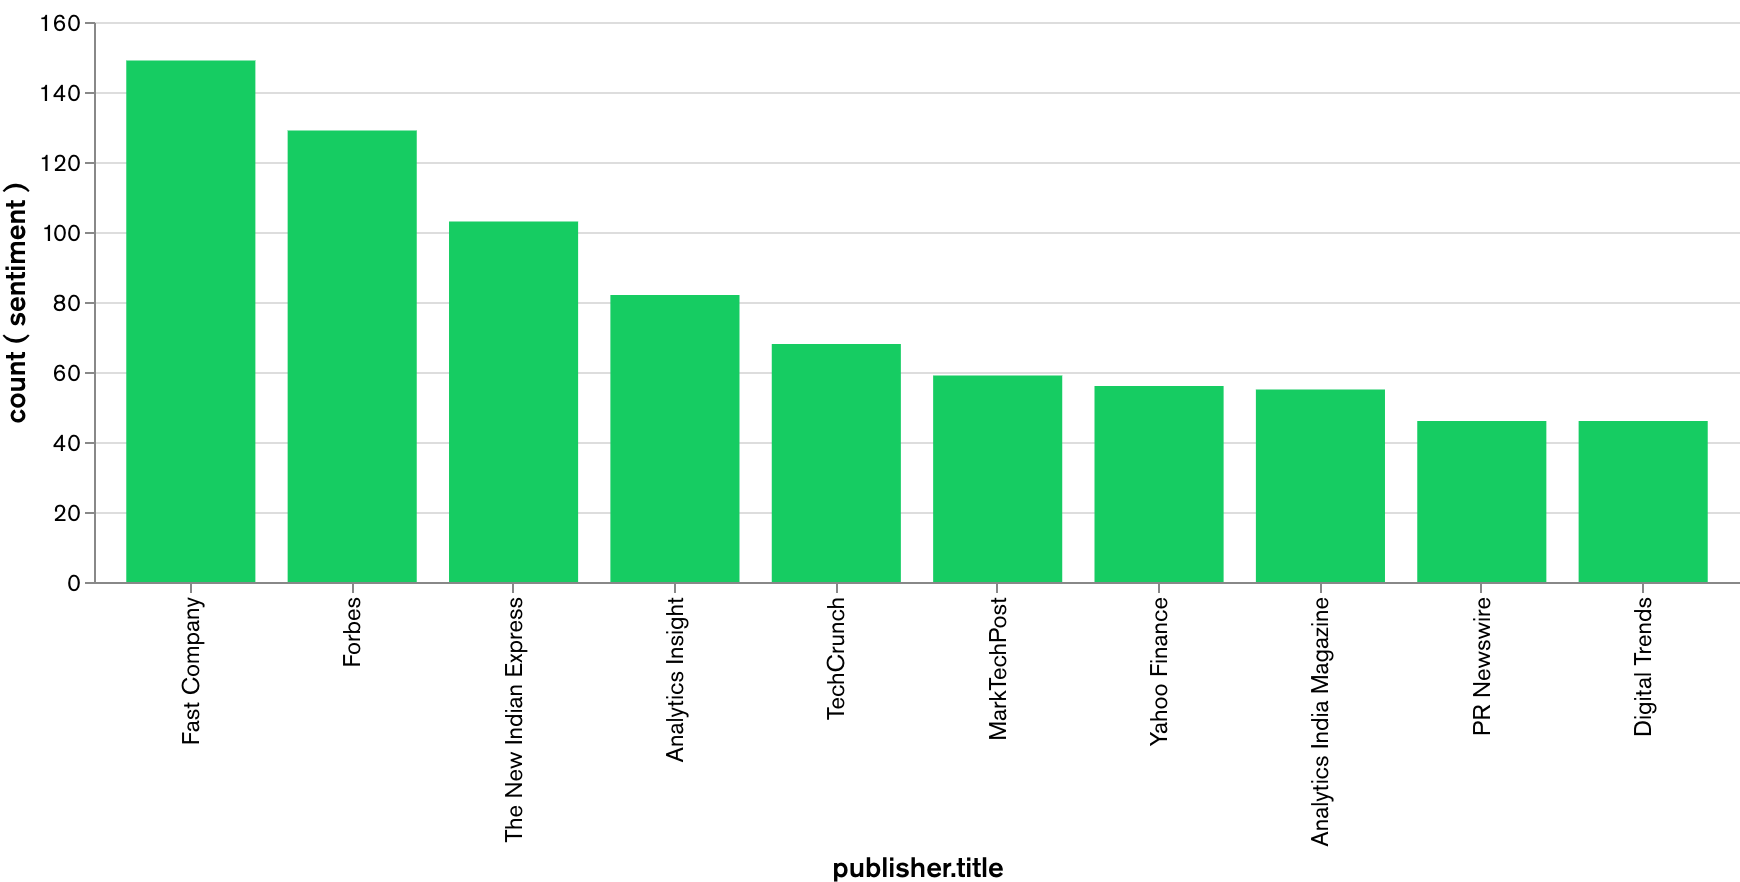 160
140
120
100
80
60
40
20
0
count ( sentiment )
Fast Company
Forbes
The New Indian Express
Analytics Insight
TechCrunch
MarkTechPost
Yahoo Finance
Analytics India Magazine
PR Newswire
Digital Trends
publisher.title